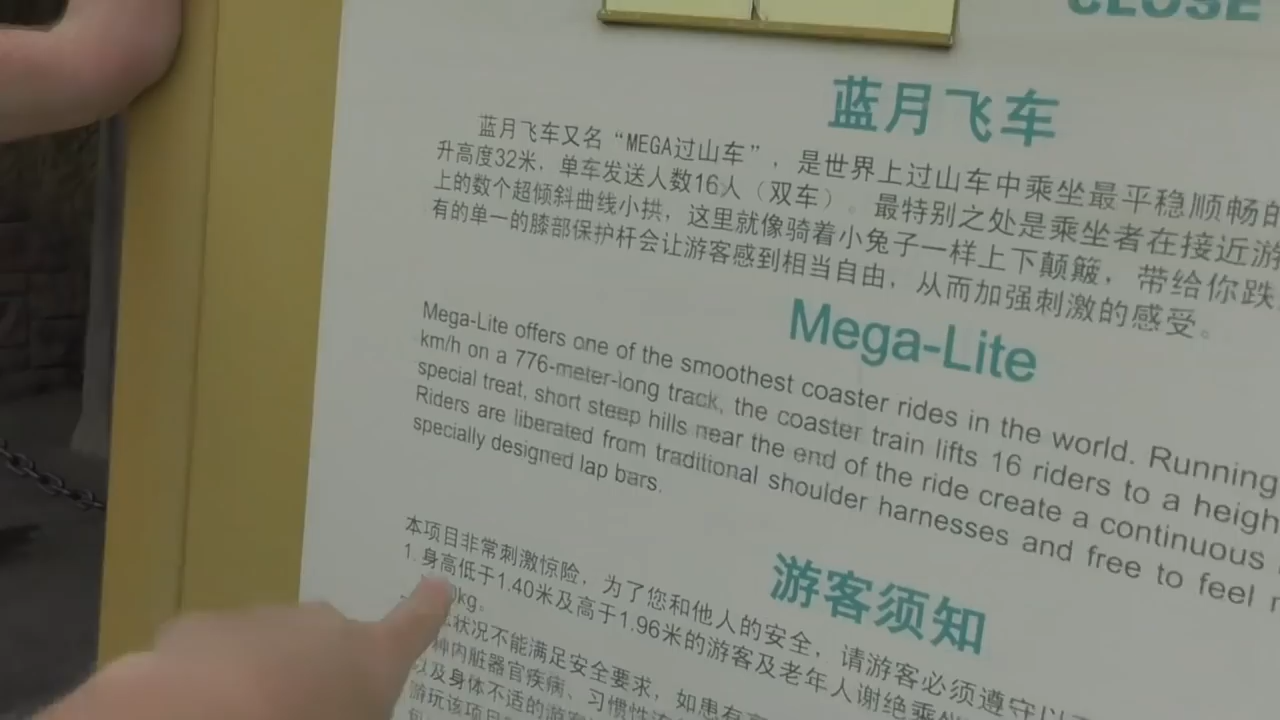 CLOSE
蓝月飞车
蓝月飞车又名“MEGA过山车”，是世界上过山车中乘坐最平稳顺畅的
升高度32米，单车发送人数16人（双车）。最特别之处是乘坐者在接近游
上的数个超倾斜曲线小拱，这里就像骑着小兔子一样上下颠簸，带给你跌
有的单一的膝部保护杆会让游客感到相当自由，从而加强刺激的感受。
Mega-Lite
Mega-Lite offers one of the smoothest coaster rides in the world. Running
km/h on a 776-meter-long track, the coaster train lifts 16 riders to a heigh
special treat, short steep hills near the end of the ride create a continuous
Riders are liberated from traditional shoulder harnesses and free to feel
specially designed lap bars.
游客须知
本项目非常刺激惊险，为了您和他人的安全，请游客必须遵守以
1. 身高低于1.40米及高于1.96米的游客及老年人谢绝乘坐
0kg。
状况不能满足安全要求，如患有高
种内脏器官疾病、习惯性
以及身体不适的游客
游玩该项目